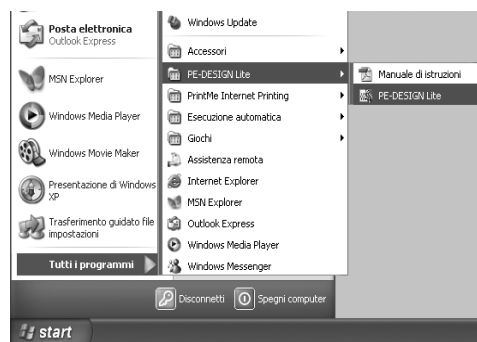 Posta elettronica
Outlook Express
MSN Explorer
Windows Media Player
Windows Movie Maker
Presentazione di Windows
XP
Trasferimento guidato file
impostazioni
Tutti i programmi
Windows Update
Accessori
PE-DESIGN Lite
PrintMe Internet Printing
Esecuzione automatica
Giochi
Assistenza remota
Internet Explorer
MSN Explorer
Outlook Express
Windows Media Player
Windows Messenger
Manuale di istruzioni
PE-DESIGN Lite
Disconnetti
Spegni computer
start